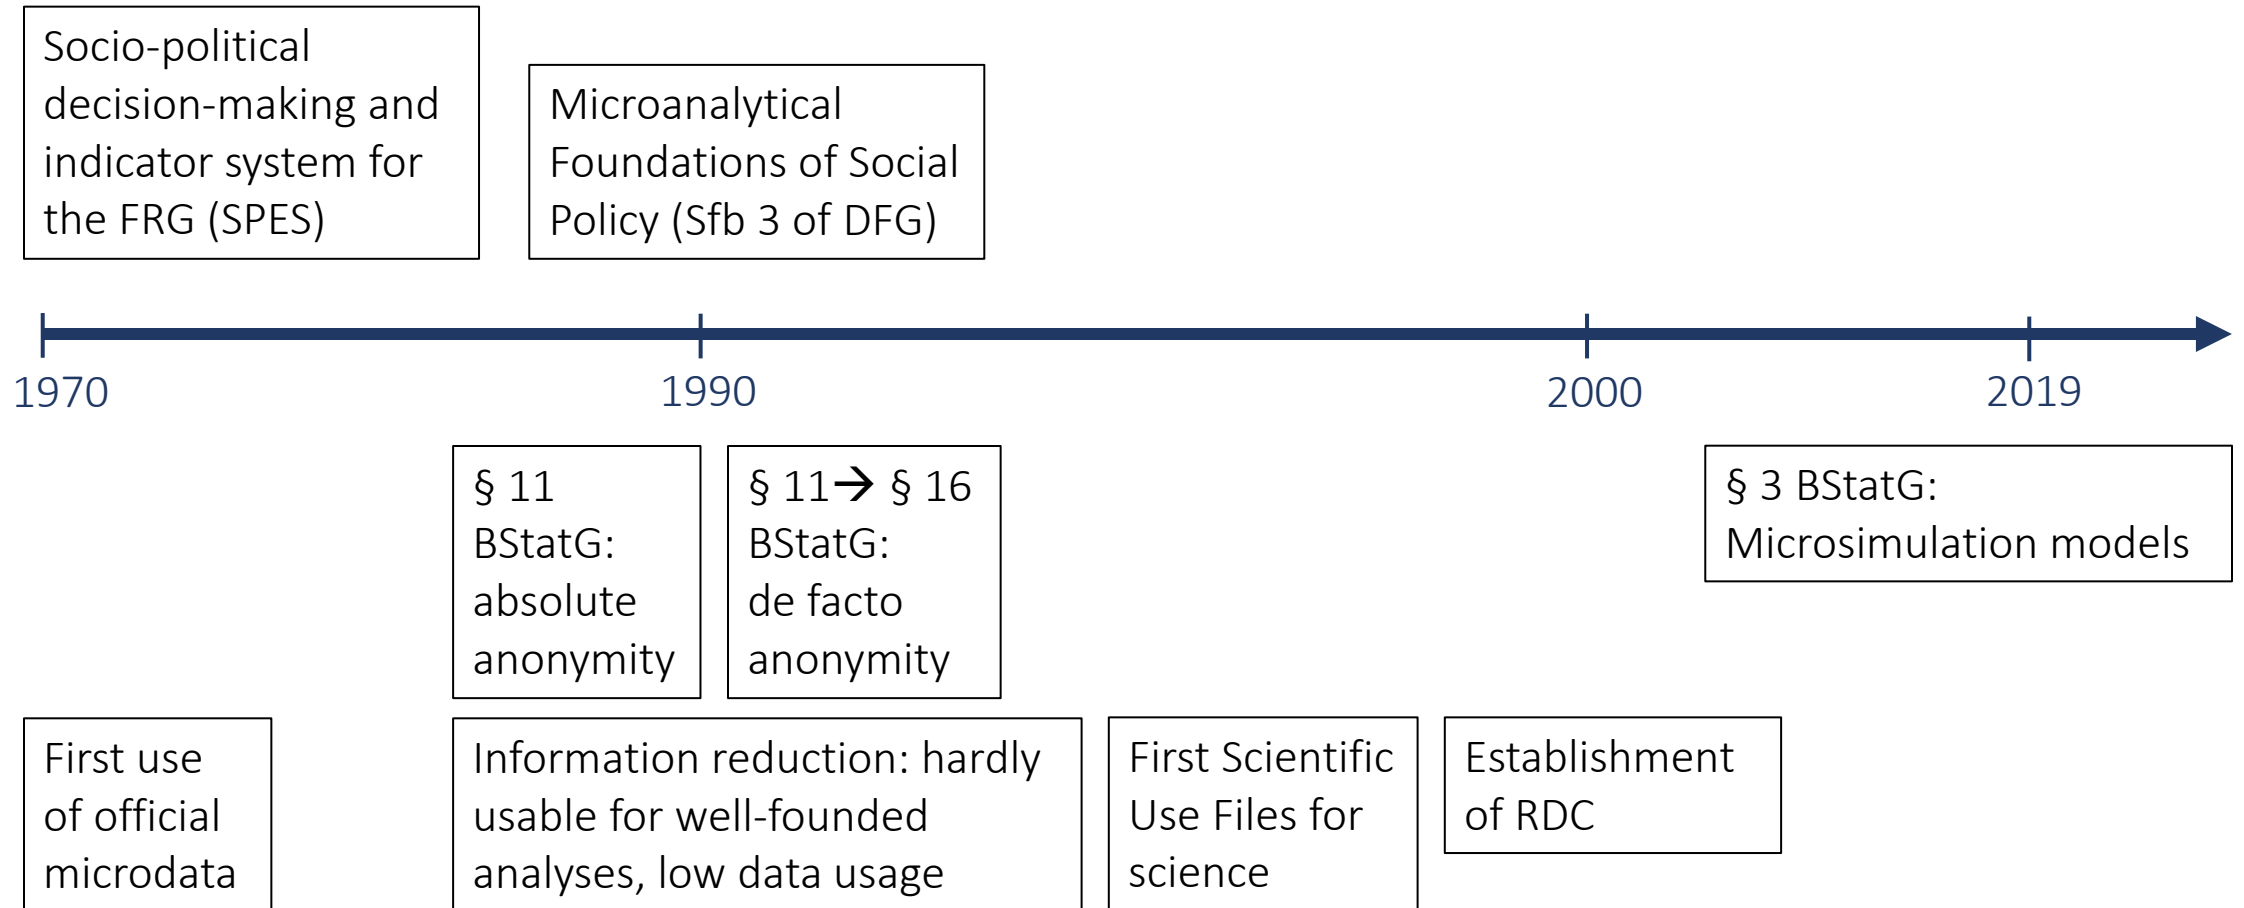 Socio-political
decision-making and
indicator system for
the FRG (SPES)
Microanalytical
Foundations of Social
Policy (Sfb 3 of DFG)
1970
1990
2000
2019
§ 11
BStatG:
absolute
anonymity
§ 11→ § 16
BStatG:
de facto
anonymity
§ 3 BStatG:
Microsimulation models
First use
of official
microdata
Information reduction: hardly
usable for well-founded
analyses, low data usage
First Scientific
Use Files for
science
Establishment
of RDC